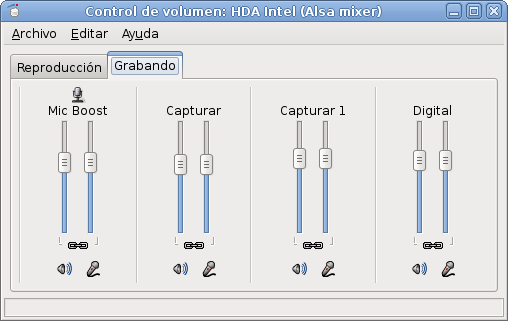 Control de volumen: HDA Intel (Alsa mixer)
Archivo Editar Ayuda
Reproducción Grabando
Mic Boost Capturar Capturar 1 Digital